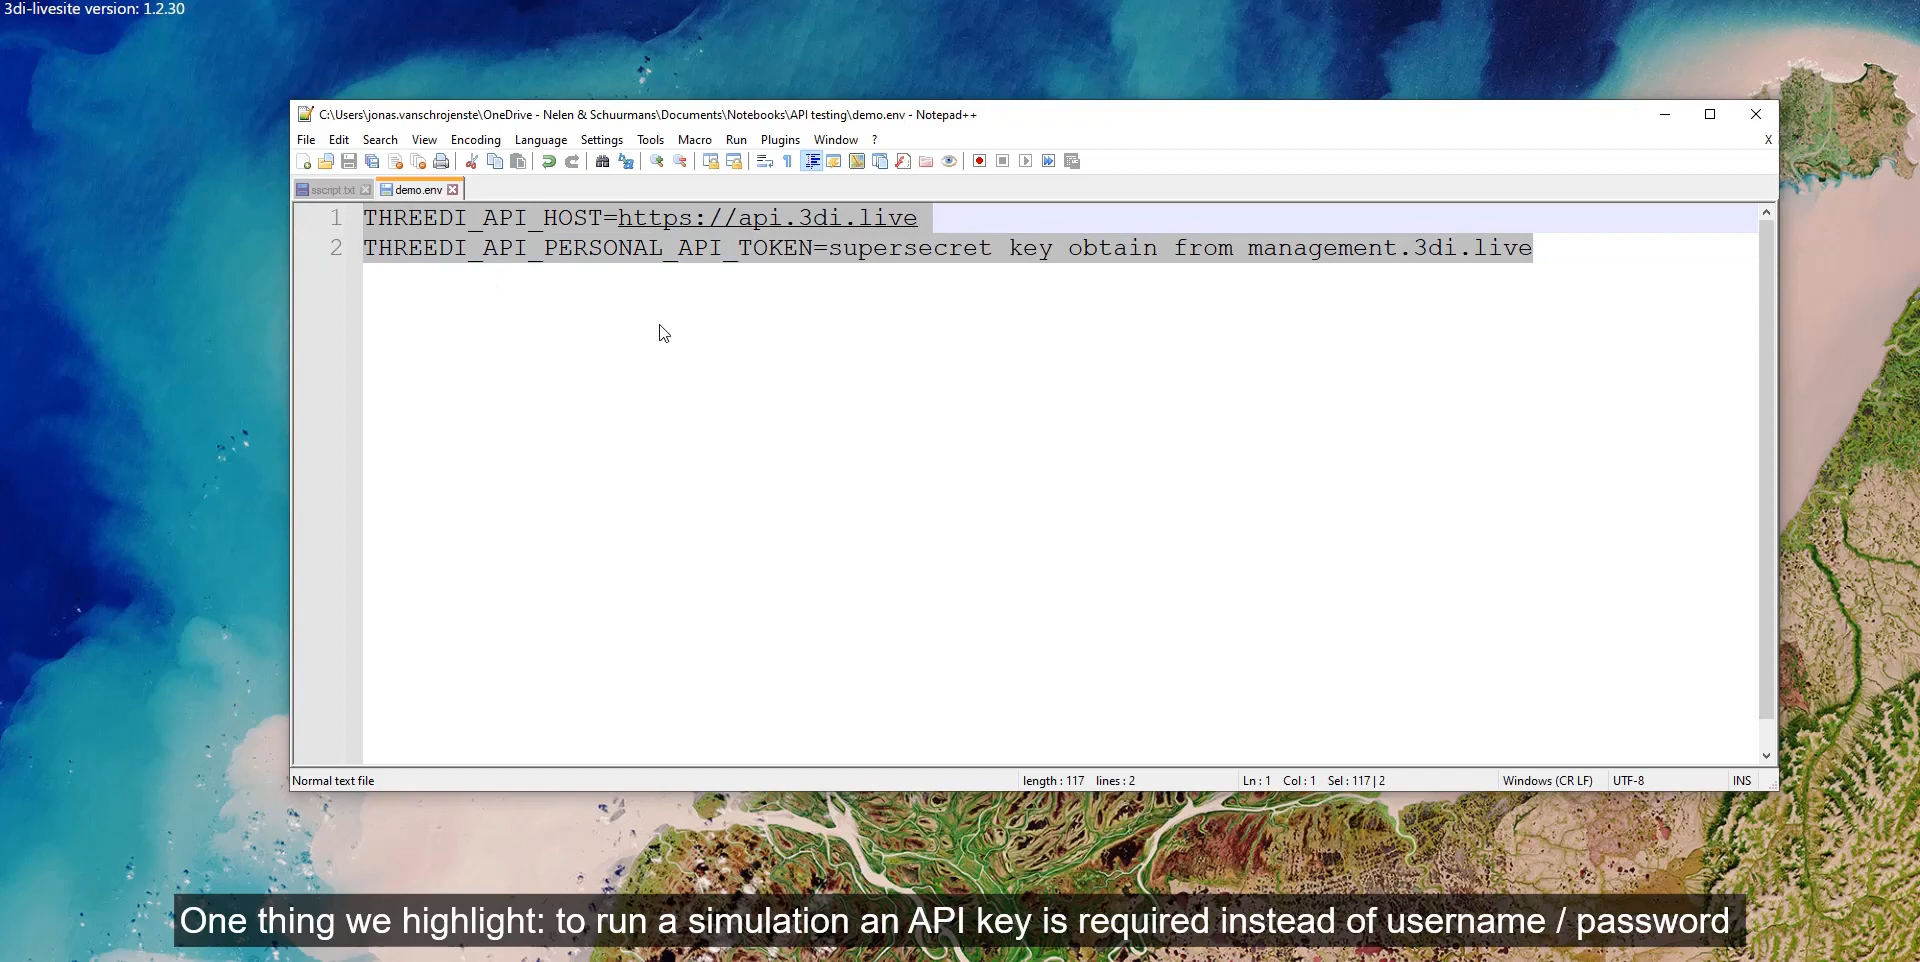 3di-livesite version: 1.2.30
C:\Users\jonas.vanschrojenste\OneDrive - Nelen & Schuurmans\Documents\Notebooks\API testing\demo.env - Notepad++
File Edit Search View Encoding Language Settings Tools Macro Run Plugins Window ? X
sscript.txt demo.env
1 THREEDI_API_HOST=https://api.3di.live
2 THREEDI_API_PERSONAL_API_TOKEN=supersecret key obtain from management.3di.live
Normal text file length : 117 lines : 2 Ln : 1 Col : 1 Sel : 117 | 2 Windows (CR LF) UTF-8 INS
One thing we highlight: to run a simulation an API key is required instead of username / password